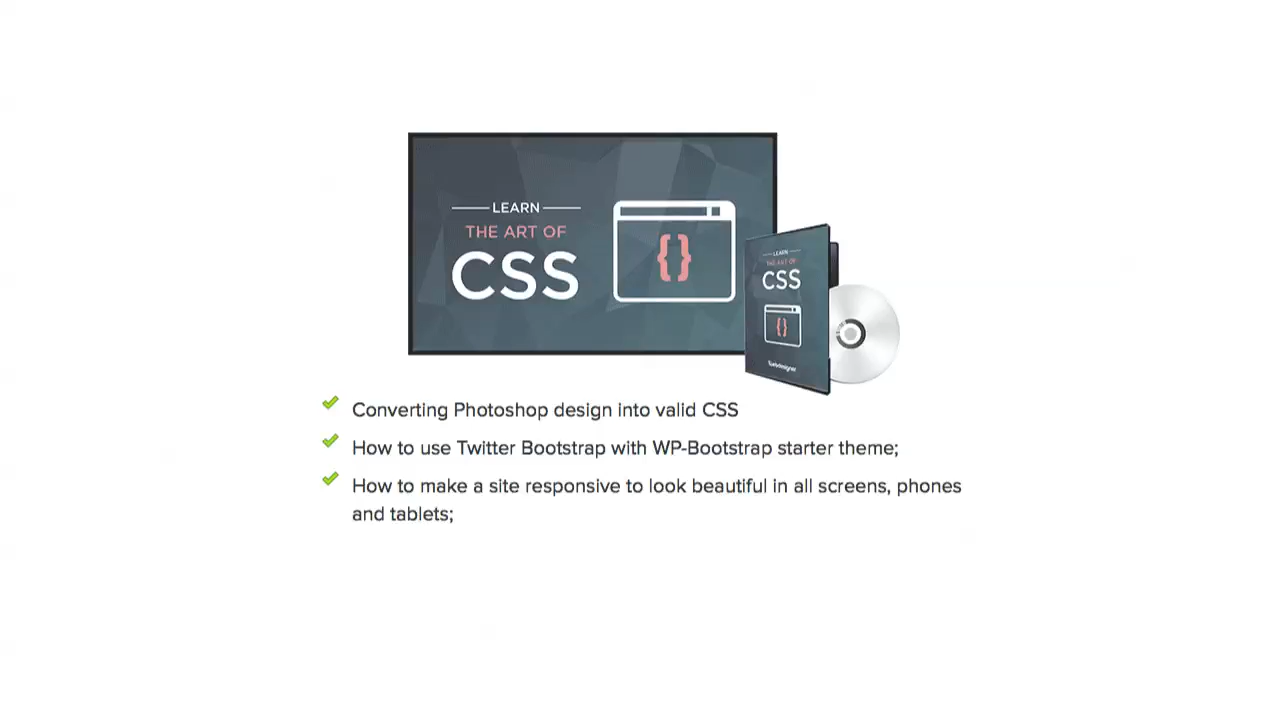 LEARN
THE ART OF
CSS
{}
LEARN
THE ART OF
CSS
{}
Converting Photoshop design into valid CSS
How to use Twitter Bootstrap with WP-Bootstrap starter theme;
How to make a site responsive to look beautiful in all screens, phones
and tablets;